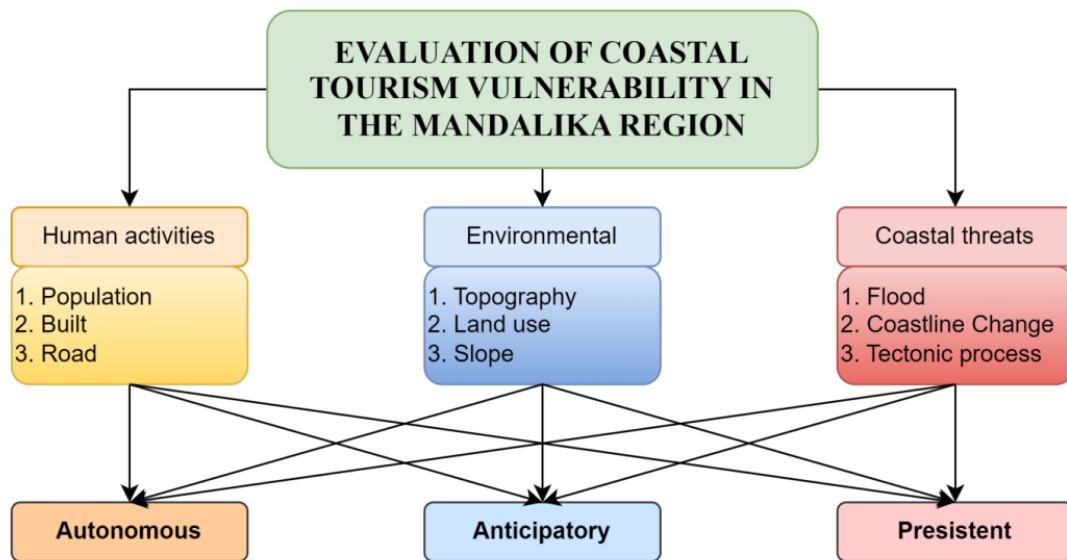 EVALUATION OF COASTAL
TOURISM VULNERABILITY IN
THE MANDALIKA REGION
Human activities
1. Population
2. Built
3. Road
Environmental
1. Topography
2. Land use
3. Slope
Coastal threats
1. Flood
2. Coastline Change
3. Tectonic process
Autonomous
Anticipatory
Presistent